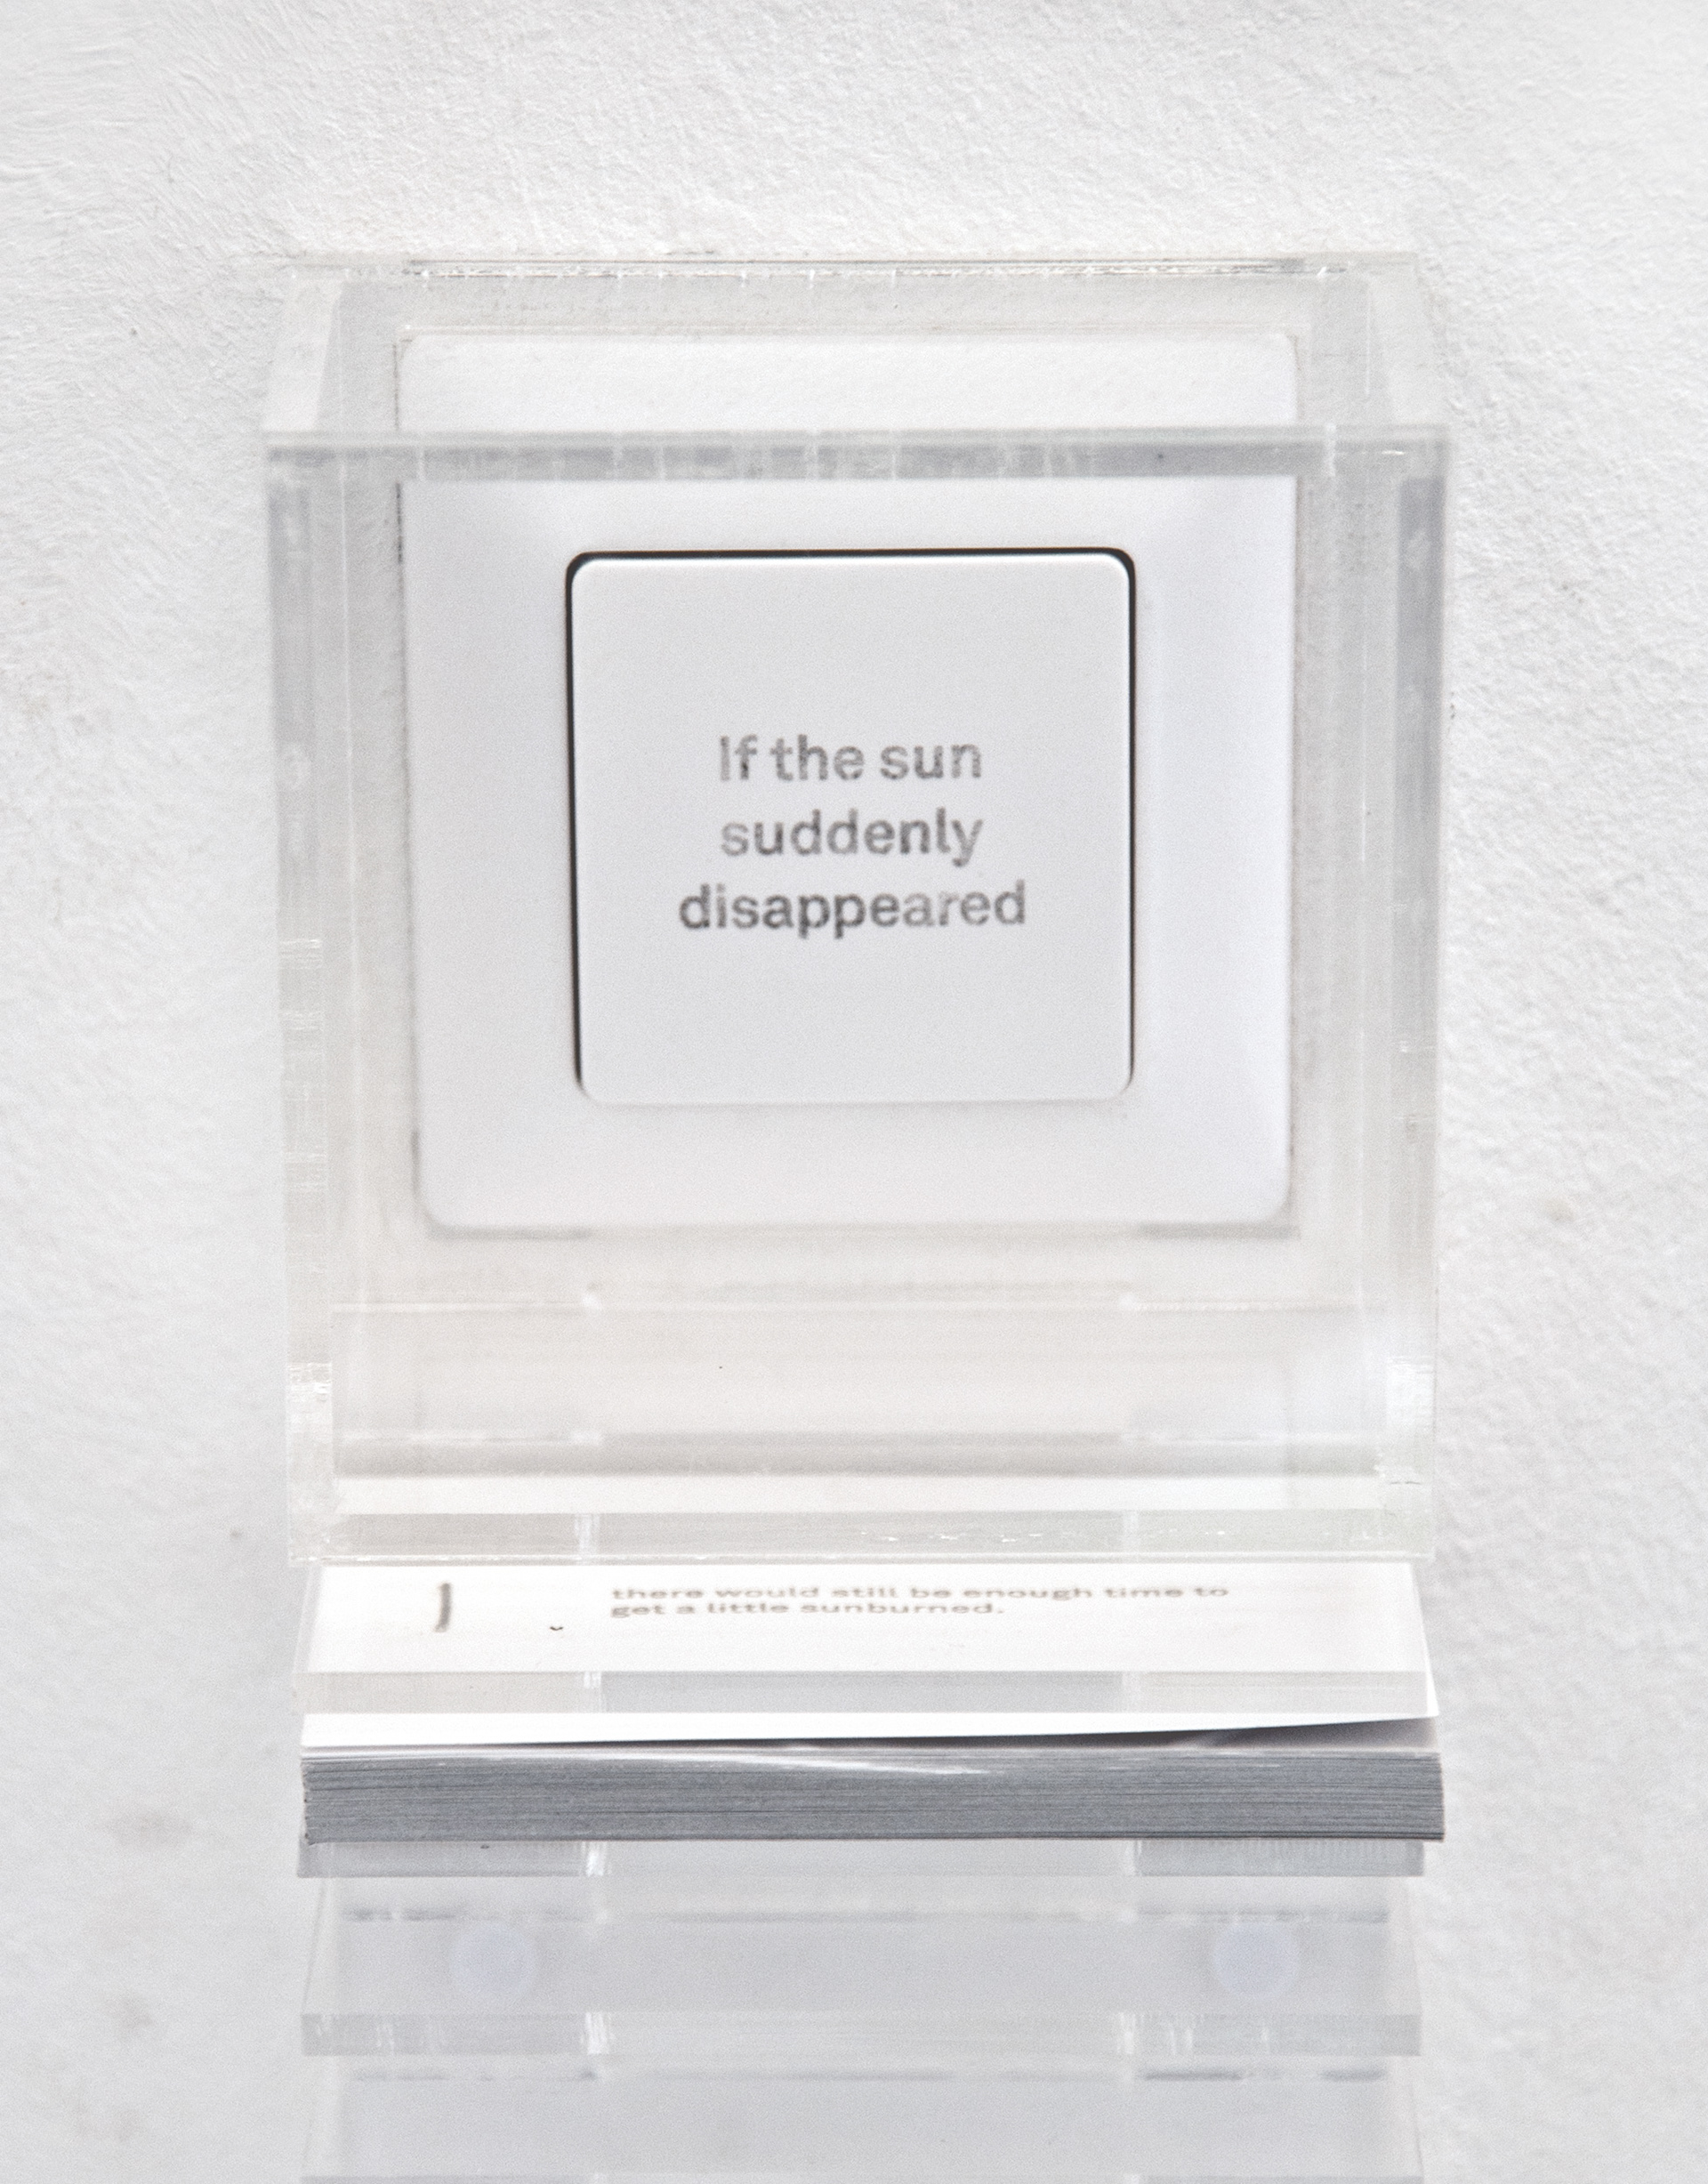 If the sun
suddenly
disappeared
there would still be enough time to
get a little sunburned.